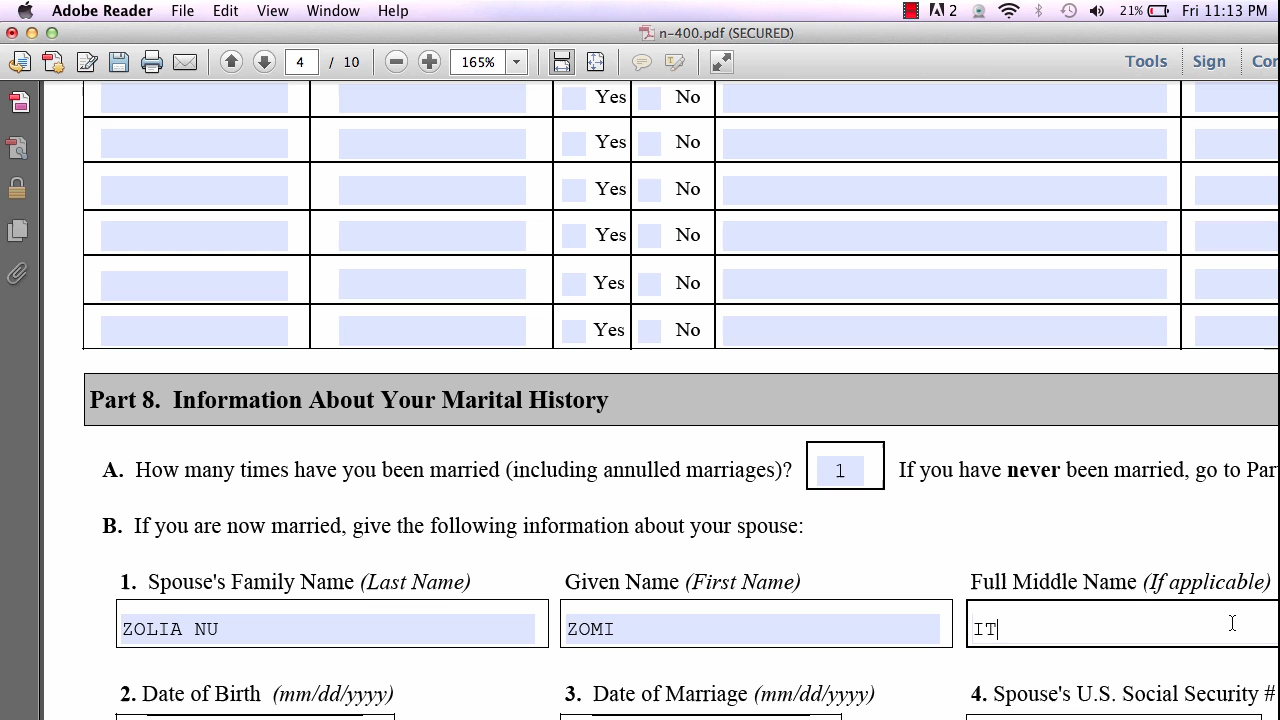 Adobe Reader File Edit View Window Help 2 21% Fri 11:13 PM
n-400.pdf (SECURED)
4 / 10 165% Tools Sign Cor
Yes No
Yes No
Yes No
Yes No
Yes No
Yes No
Part 8. Information About Your Marital History
A. How many times have you been married (including annulled marriages)? 1 If you have never been married, go to Par
B. If you are now married, give the following information about your spouse:
1. Spouse's Family Name (Last Name) Given Name (First Name) Full Middle Name (If applicable)
ZOLIA NU ZOMI IT
2. Date of Birth (mm/dd/yyyy) 3. Date of Marriage (mm/dd/yyyy) 4. Spouse's U.S. Social Security #